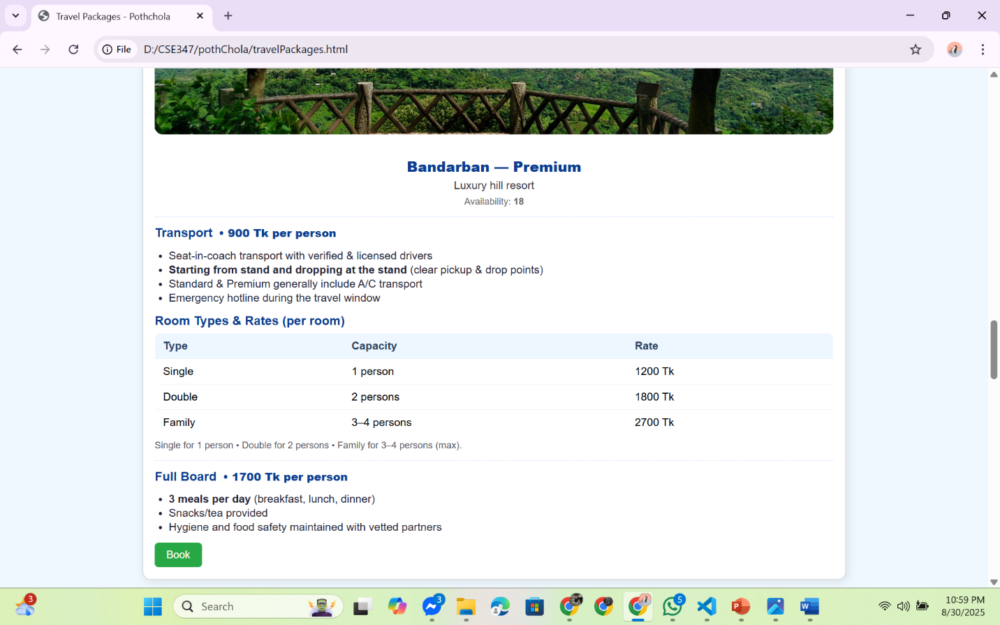 Travel Packages - Pothchola
File D:/CSE347/pothChola/travelPackages.html
Bandarban — Premium
Luxury hill resort
Availability: 18
Transport • 900 Tk per person
• Seat-in-coach transport with verified & licensed drivers
• Starting from stand and dropping at the stand (clear pickup & drop points)
• Standard & Premium generally include A/C transport
• Emergency hotline during the travel window
Room Types & Rates (per room)
Type Capacity Rate
Single 1 person 1200 Tk
Double 2 persons 1800 Tk
Family 3–4 persons 2700 Tk
Single for 1 person • Double for 2 persons • Family for 3–4 persons (max).
Full Board • 1700 Tk per person
• 3 meals per day (breakfast, lunch, dinner)
• Snacks/tea provided
• Hygiene and food safety maintained with vetted partners
Book
3
Search
3
5
P
W
10:59 PM
8/30/2025